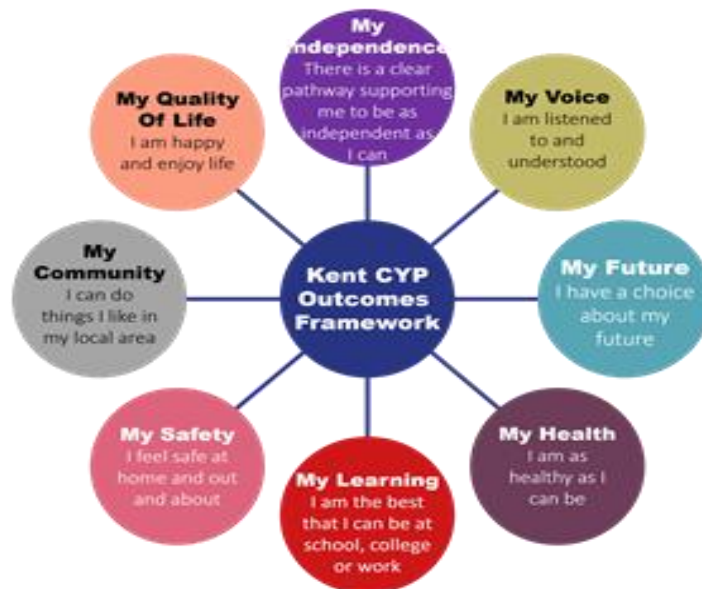 My
Independence
There is a clear
pathway supporting
me to be as
independent as
I can
My Voice
I am listened
to and
understood
My Future
I have a choice
about my
future
My Health
I am as
healthy as I
can be
My Learning
I am the best
that I can be at
school, college
or work
My Safety
I feel safe at
home and out
and about
My
Community
I can do
things I like in
my local area
My Quality
Of Life
I am happy
and enjoy life
Kent CYP
Outcomes
Framework